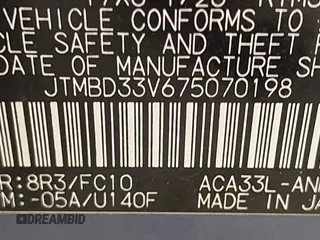 VEHICLE CONFORMS TO
CLE SAFETY AND THEFT F
DATE OF MANUFACTURE SH
JTMBD33V675070198
R:8R3/FC10 ACA33L-AN
M:-05A/U140F MADE IN JA
DREAMBID